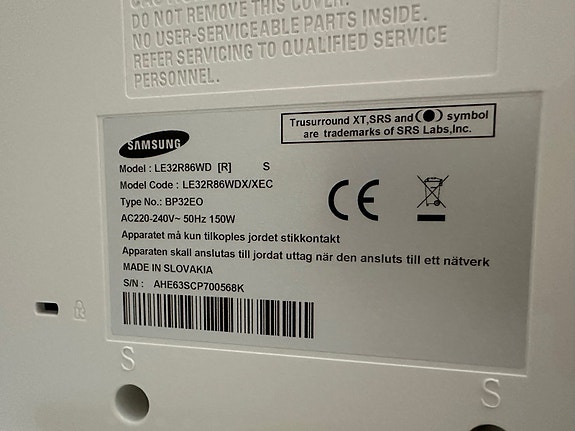 DO NOT REMOVE THIS COVER.
NO USER-SERVICEABLE PARTS INSIDE.
REFER SERVICING TO QUALIFIED SERVICE
PERSONNEL.
Trusurround XT,SRS and symbol
are trademarks of SRS Labs,Inc.
SAMSUNG
Model : LE32R86WD [R] S
Model Code : LE32R86WDX/XEC
Type No.: BP32EO
AC220-240V~ 50Hz 150W
Apparatet må kun tilkoples jordet stikkontakt
Apparaten skall anslutas till jordat uttag när den ansluts till ett nätverk
MADE IN SLOVAKIA
S/N : AHE63SCP700568K
CE
S
S